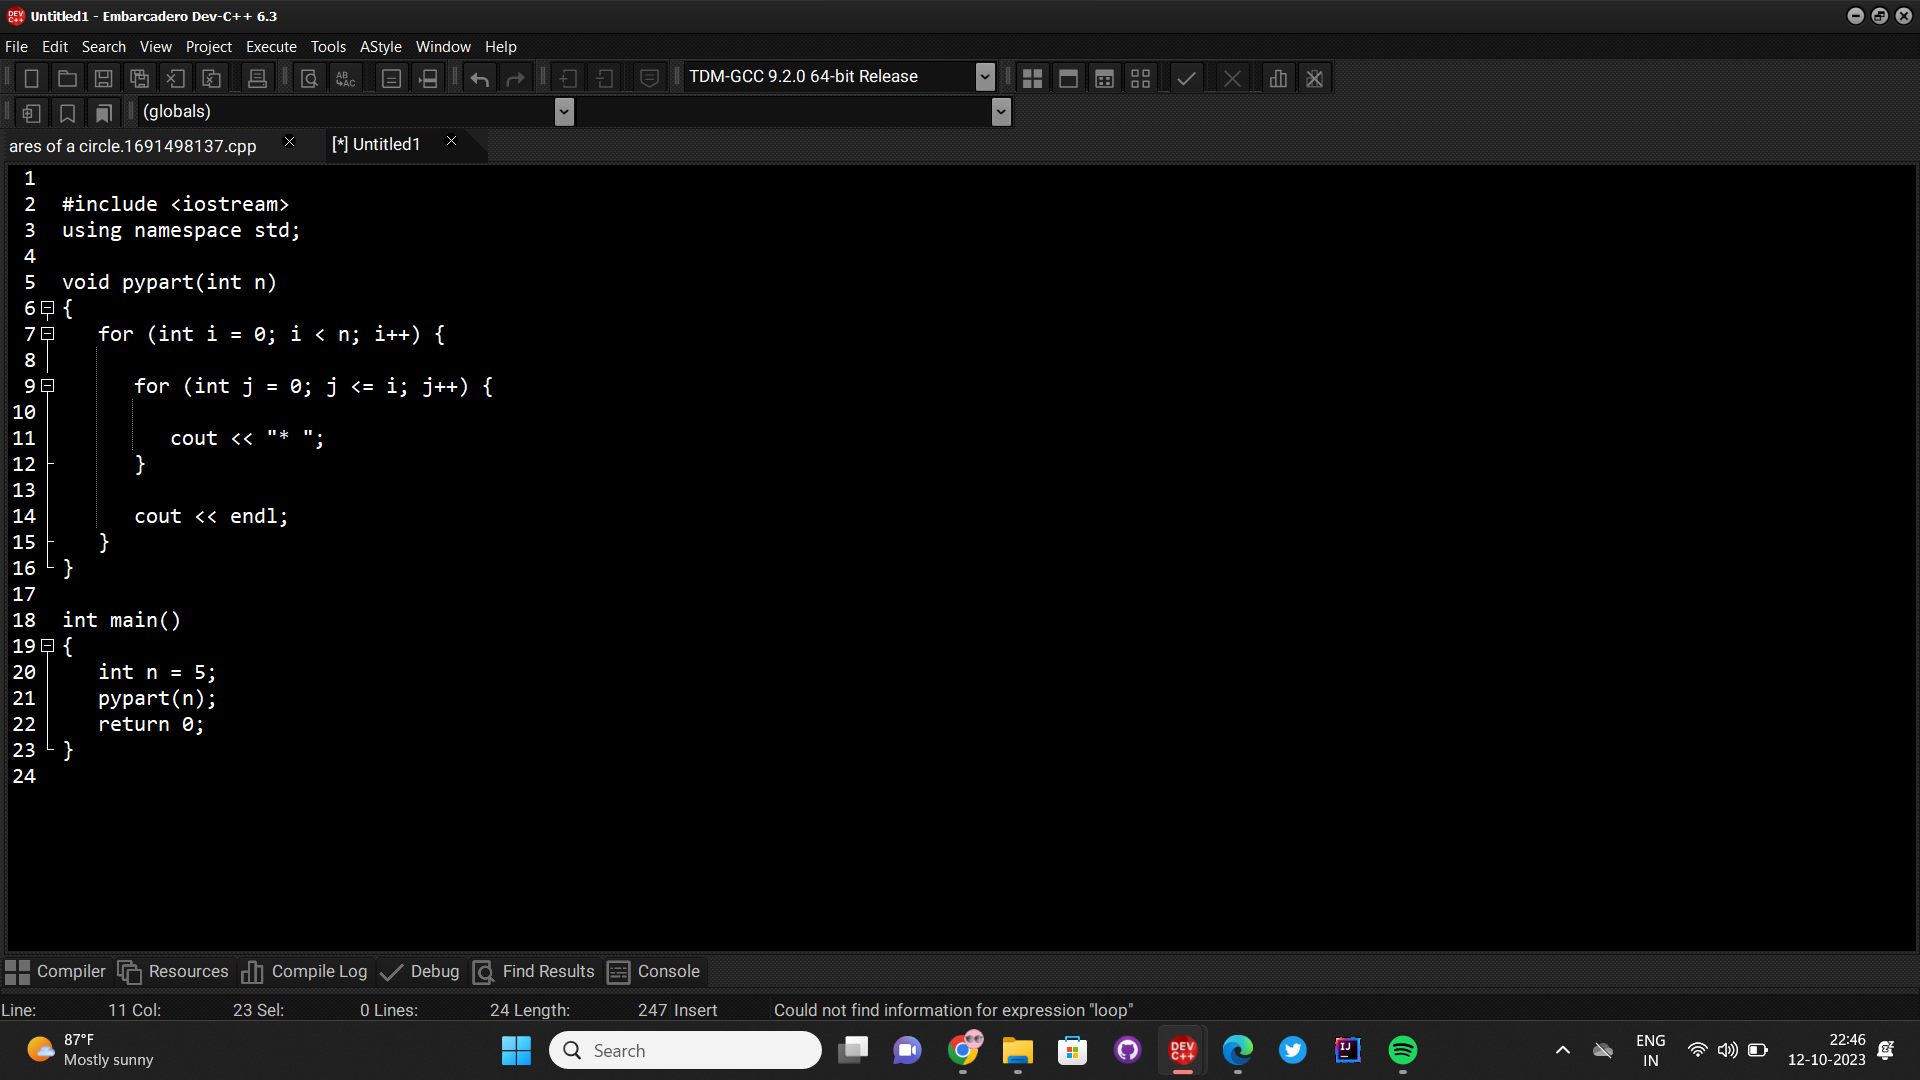 Untitled1 - Embarcadero Dev-C++ 6.3
File Edit Search View Project Execute Tools AStyle Window Help
TDM-GCC 9.2.0 64-bit Release
(globals)
ares of a circle.1691498137.cpp [*] Untitled1
1
2 #include <iostream>
3 using namespace std;
4
5 void pypart(int n)
6 {
7 for (int i = 0; i < n; i++) {
8
9 for (int j = 0; j <= i; j++) {
10
11 cout << "* ";
12 }
13
14 cout << endl;
15 }
16 }
17
18 int main()
19 {
20 int n = 5;
21 pypart(n);
22 return 0;
23 }
24
Compiler Resources Compile Log Debug Find Results Console
Line: 11 Col: 23 Sel: 0 Lines: 24 Length: 247 Insert Could not find information for expression "loop"
87°F
Mostly sunny
Search
DEV
C++
IJ
ENG
IN
22:46
12-10-2023